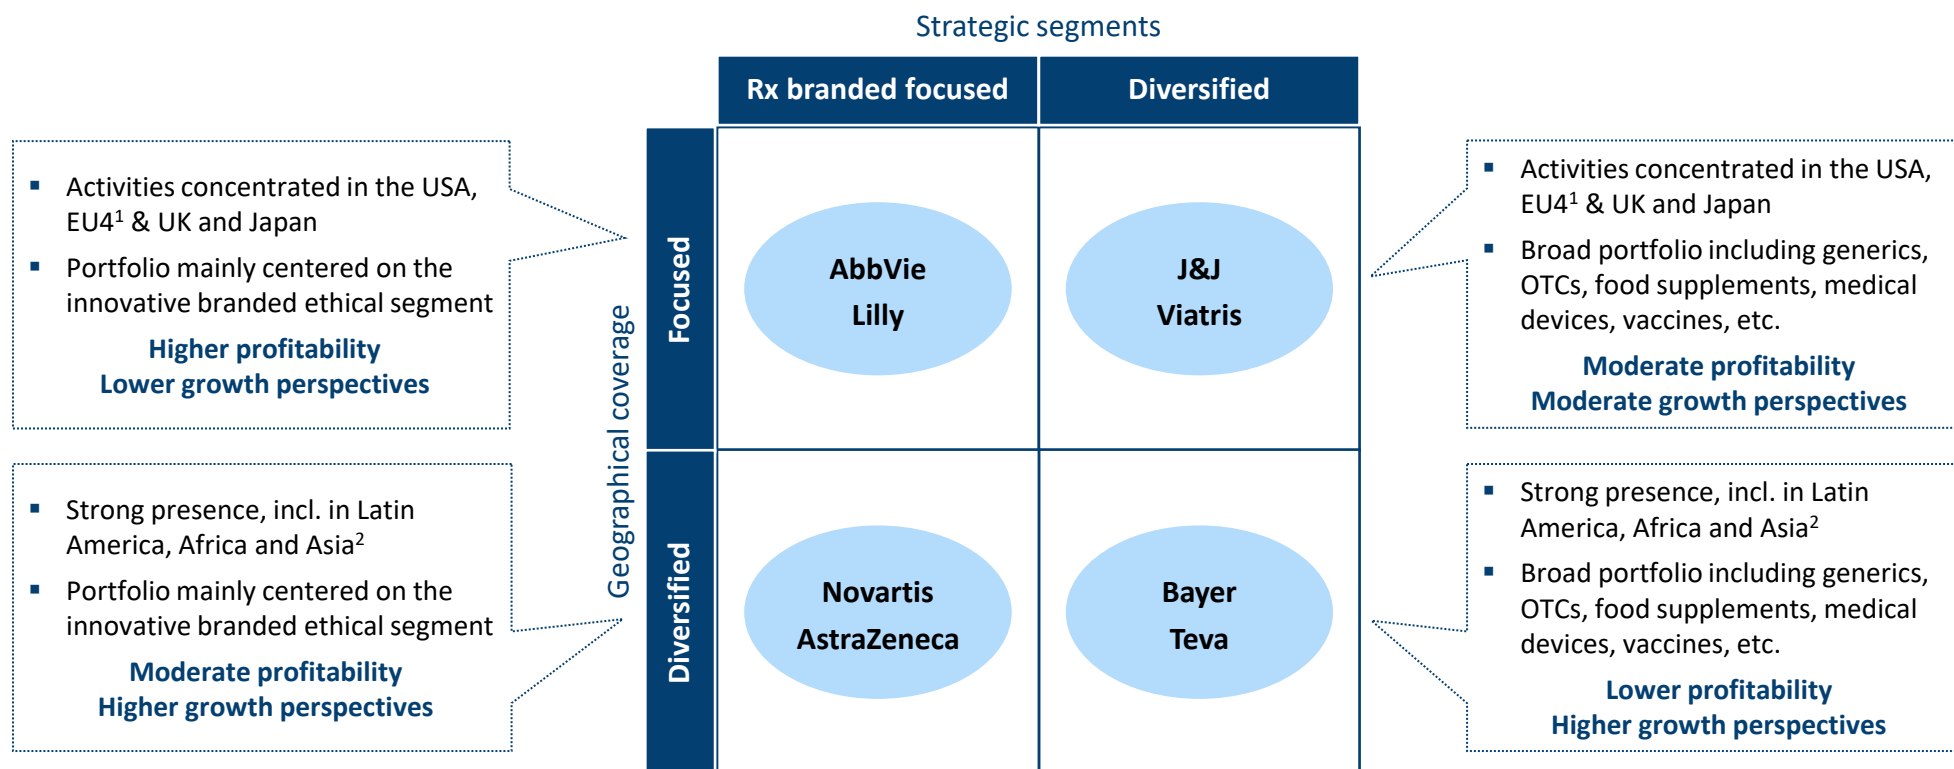 Strategic segments
Rx branded focused
Diversified
Geographical coverage
Focused
▪ Activities concentrated in the USA,
EU4¹ & UK and Japan
▪ Portfolio mainly centered on the
innovative branded ethical segment
Higher profitability
Lower growth perspectives
AbbVie
Lilly
J&J
Viatris
▪ Activities concentrated in the USA,
EU4¹ & UK and Japan
▪ Broad portfolio including generics,
OTCs, food supplements, medical
devices, vaccines, etc.
Moderate profitability
Moderate growth perspectives
Diversified
▪ Strong presence, incl. in Latin
America, Africa and Asia²
▪ Portfolio mainly centered on the
innovative branded ethical segment
Moderate profitability
Higher growth perspectives
Novartis
AstraZeneca
Bayer
Teva
▪ Strong presence, incl. in Latin
America, Africa and Asia²
▪ Broad portfolio including generics,
OTCs, food supplements, medical
devices, vaccines, etc.
Lower profitability
Higher growth perspectives